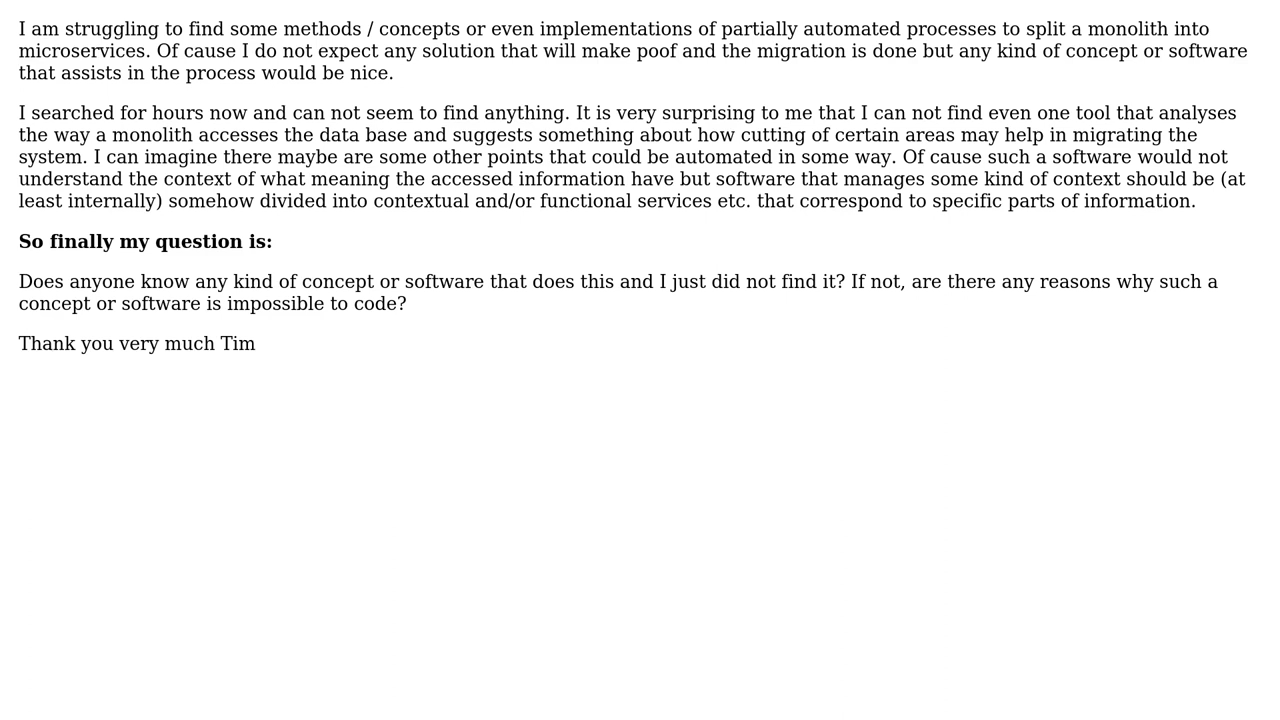 I am struggling to find some methods / concepts or even implementations of partially automated processes to split a monolith into
microservices. Of cause I do not expect any solution that will make poof and the migration is done but any kind of concept or software
that assists in the process would be nice.
I searched for hours now and can not seem to find anything. It is very surprising to me that I can not find even one tool that analyses
the way a monolith accesses the data base and suggests something about how cutting of certain areas may help in migrating the
system. I can imagine there maybe are some other points that could be automated in some way. Of cause such a software would not
understand the context of what meaning the accessed information have but software that manages some kind of context should be (at
least internally) somehow divided into contextual and/or functional services etc. that correspond to specific parts of information.
So finally my question is:
Does anyone know any kind of concept or software that does this and I just did not find it? If not, are there any reasons why such a
concept or software is impossible to code?
Thank you very much Tim